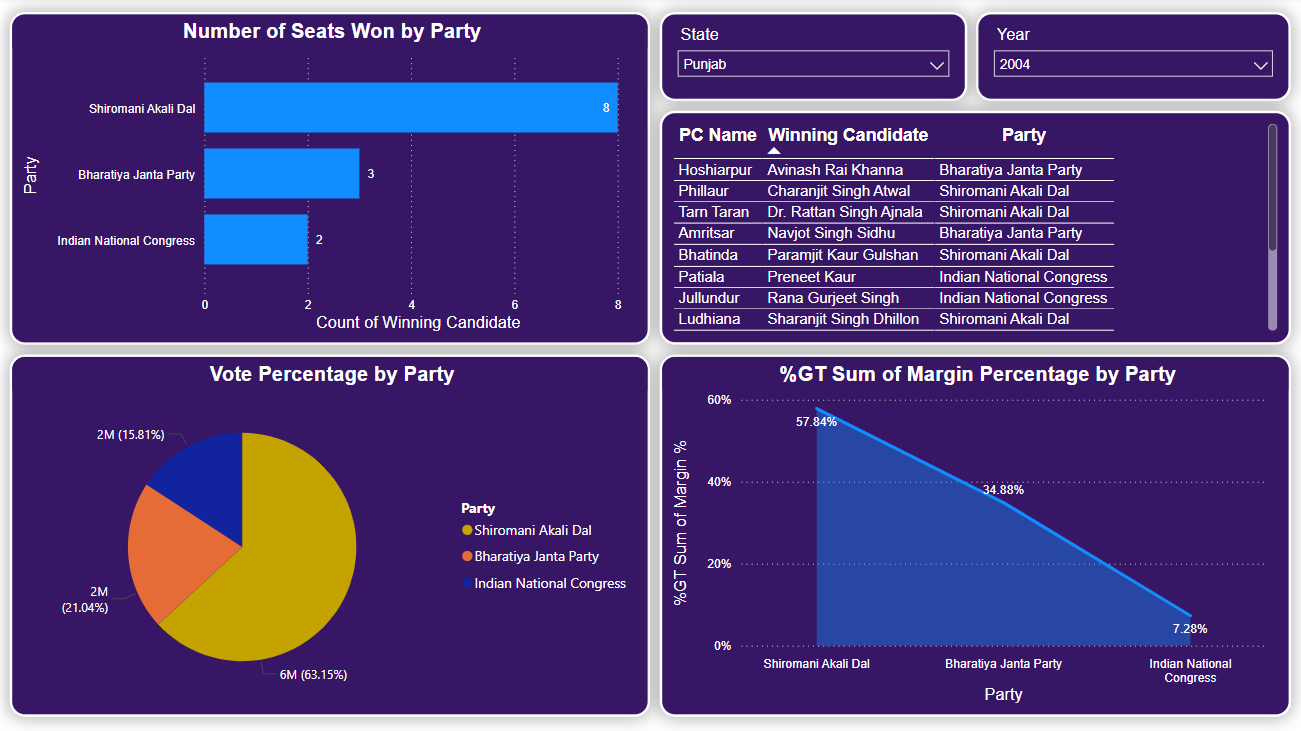 Number of Seats Won by Party
Party
Shiromani Akali Dal
8
Bharatiya Janta Party
3
Indian National Congress
2
0 2 4 6 8
Count of Winning Candidate
State
Punjab
Year
2004
PC Name Winning Candidate Party
Hoshiarpur Avinash Rai Khanna Bharatiya Janta Party
Phillaur Charanjit Singh Atwal Shiromani Akali Dal
Tarn Taran Dr. Rattan Singh Ajnala Shiromani Akali Dal
Amritsar Navjot Singh Sidhu Bharatiya Janta Party
Bhatinda Paramjit Kaur Gulshan Shiromani Akali Dal
Patiala Preneet Kaur Indian National Congress
Jullundur Rana Gurjeet Singh Indian National Congress
Ludhiana Sharanjit Singh Dhillon Shiromani Akali Dal
Vote Percentage by Party
2M (15.81%)
2M
(21.04%)
6M (63.15%)
Party
Shiromani Akali Dal
Bharatiya Janta Party
Indian National Congress
%GT Sum of Margin Percentage by Party
%GT Sum of Margin %
60%
40%
20%
0%
57.84%
34.88%
7.28%
Shiromani Akali Dal
Bharatiya Janta Party
Indian National
Congress
Party